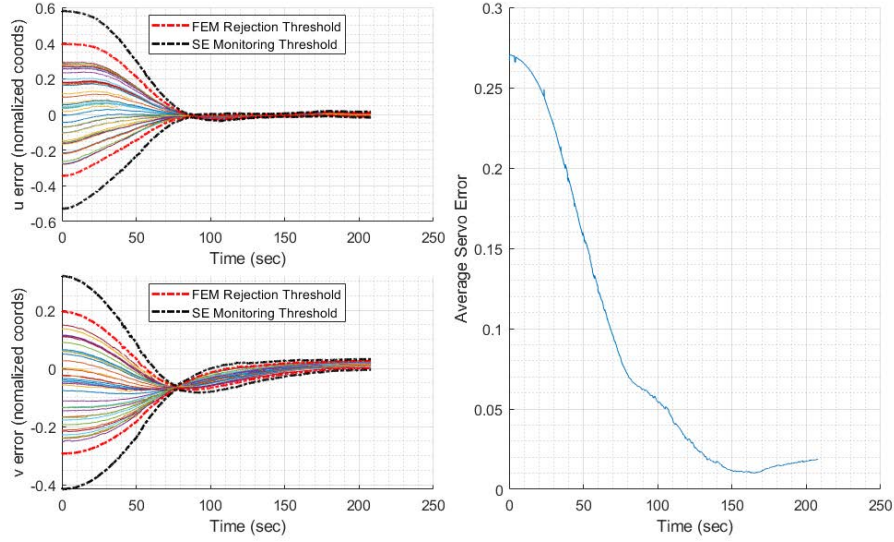 0.6
0.4
0.2
0
-0.2
-0.4
-0.6
u error (nomalized coords)
FEM Rejection Threshold
SE Monitoring Threshold
0 50 100 150 200 250
Time (sec)
0.2
0
-0.2
-0.4
v error (nomalized coords)
FEM Rejection Threshold
SE Monitoring Threshold
0 50 100 150 200 250
Time (sec)
0.3
0.25
0.2
0.15
0.1
0.05
0
Average Servo Error
0 50 100 150 200 250
Time (sec)